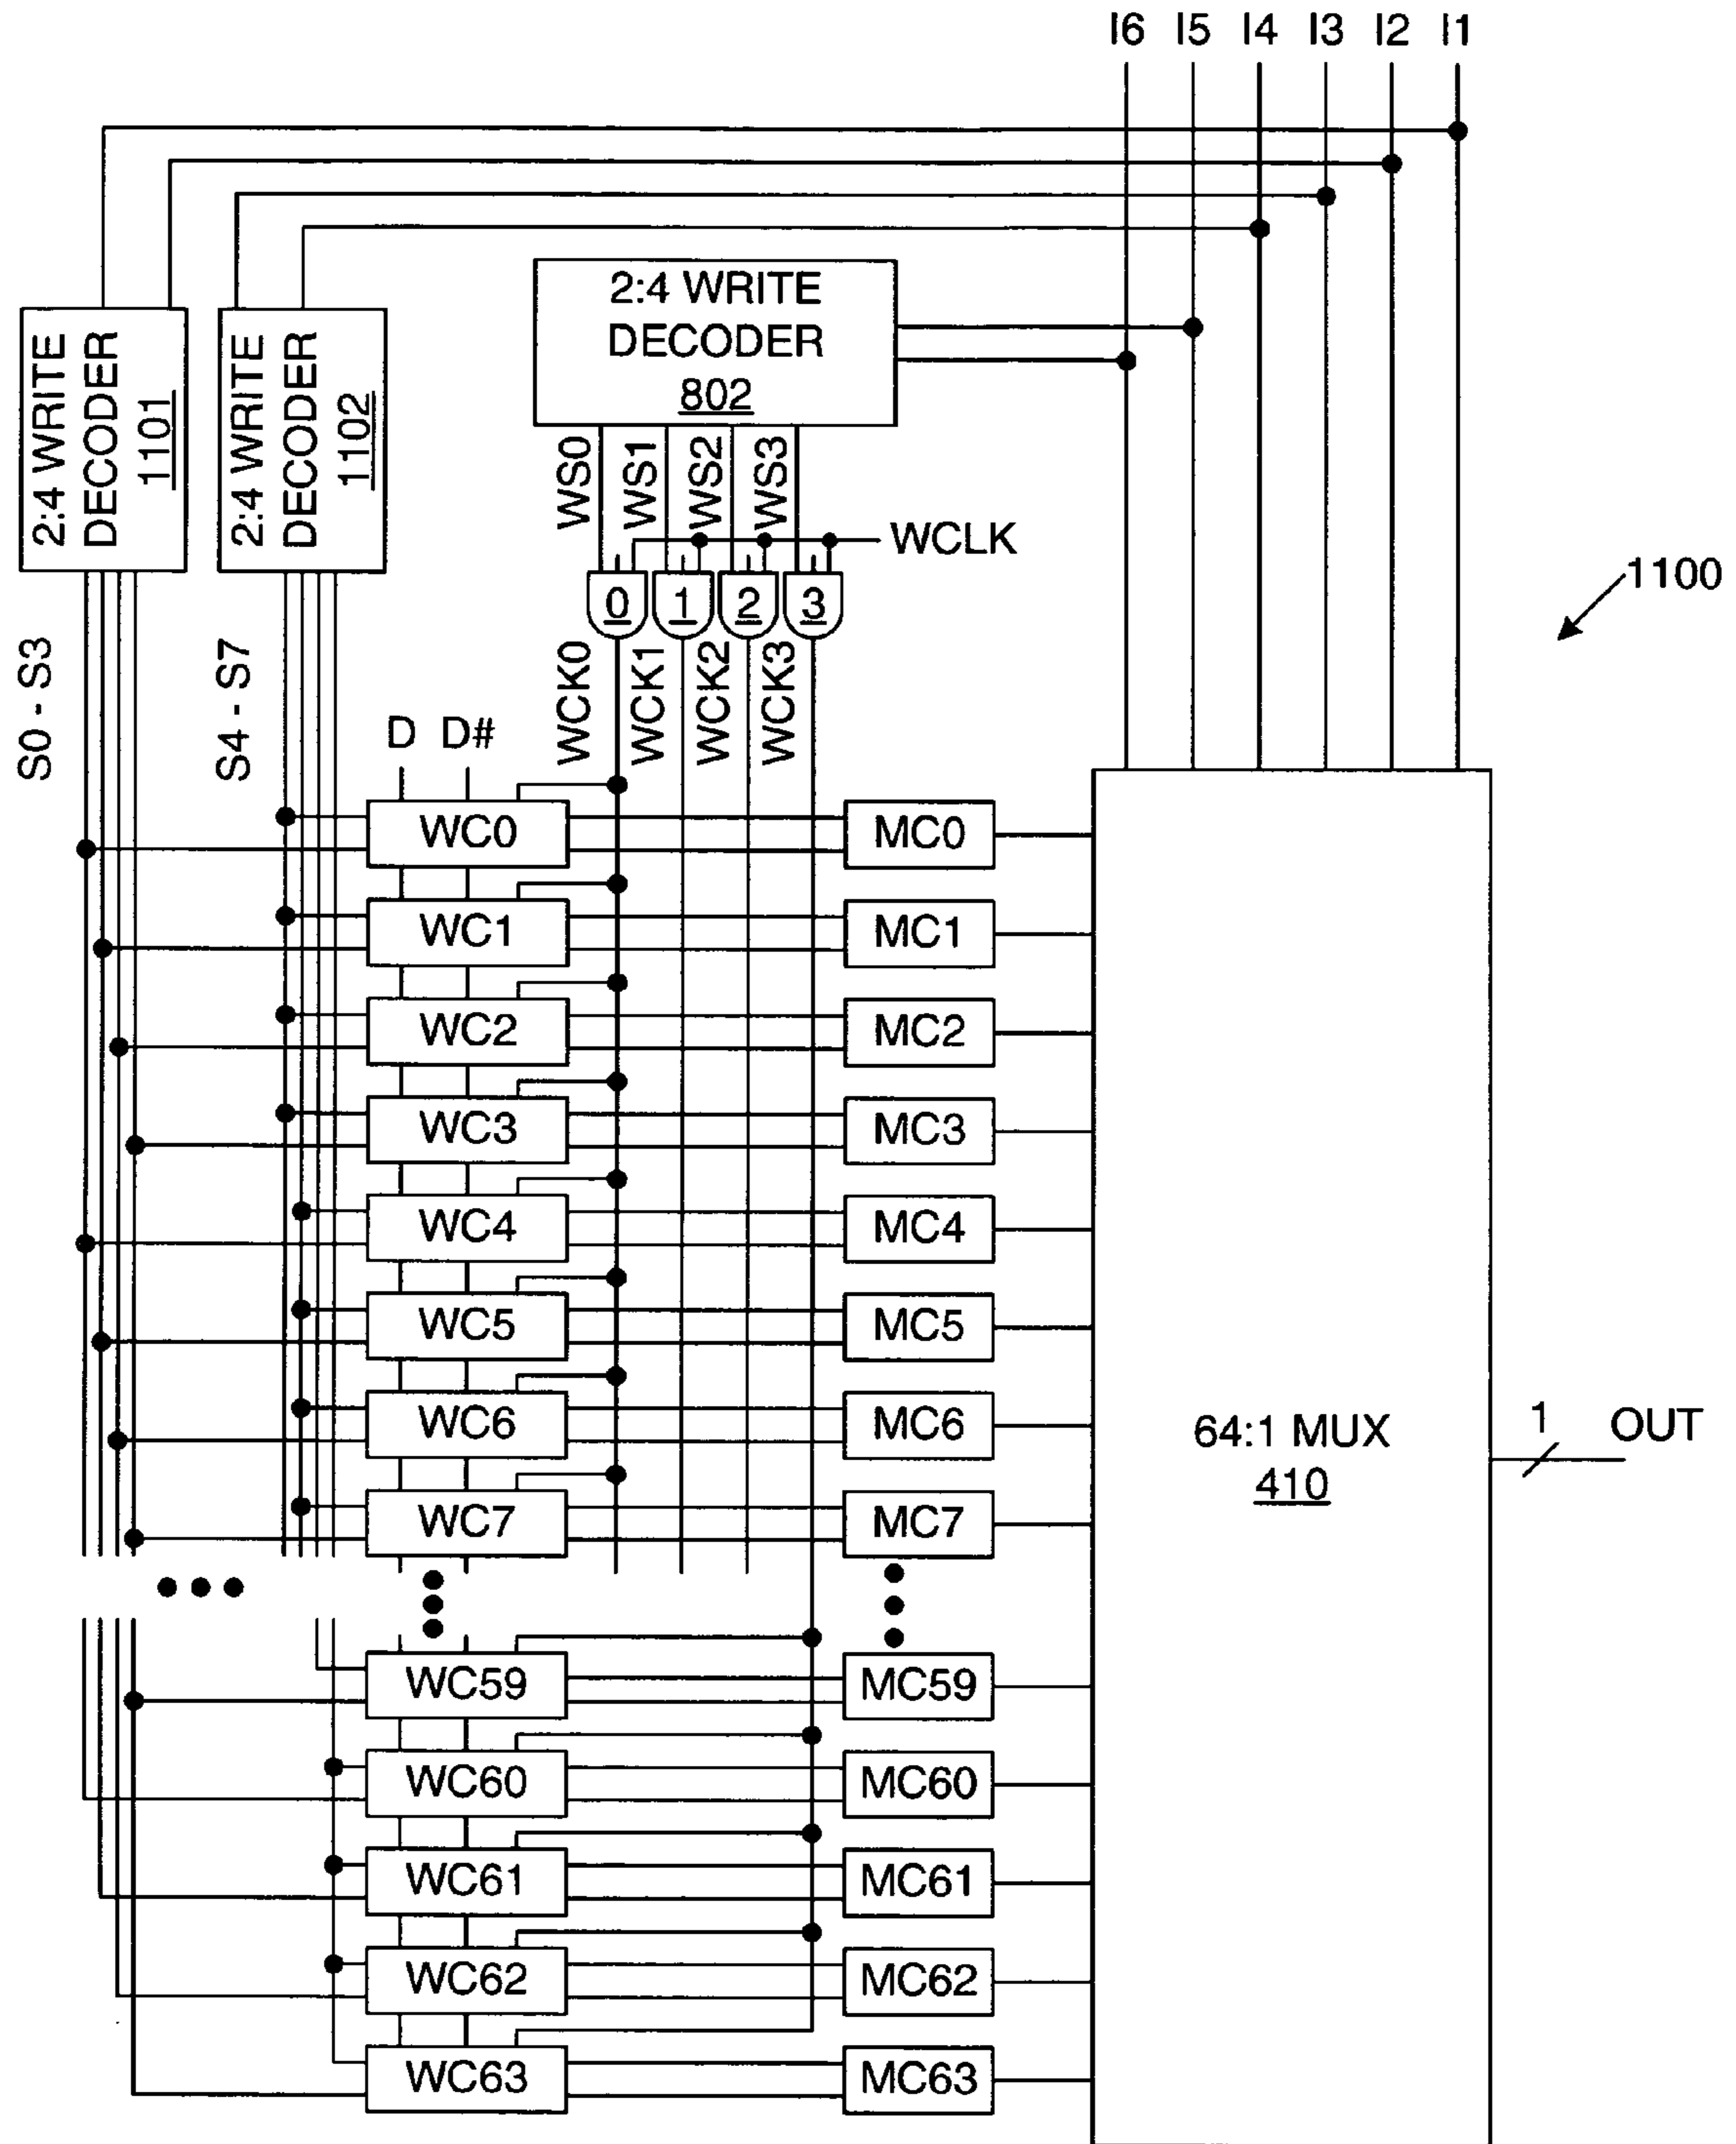 I6 I5 I4 I3 I2 I1
2:4 WRITE
DECODER
1101
2:4 WRITE
DECODER
1102
2:4 WRITE
DECODER
802
WS0
WS1
WS2
WS3
WCLK
0 1 2 3
1100
S0 - S3
S4 - S7
WCK0
WCK1
WCK2
WCK3
D D#
WC0 MC0
WC1 MC1
WC2 MC2
WC3 MC3
WC4 MC4
WC5 MC5
WC6 MC6
WC7 MC7
64:1 MUX
410
1 OUT
WC59 MC59
WC60 MC60
WC61 MC61
WC62 MC62
WC63 MC63